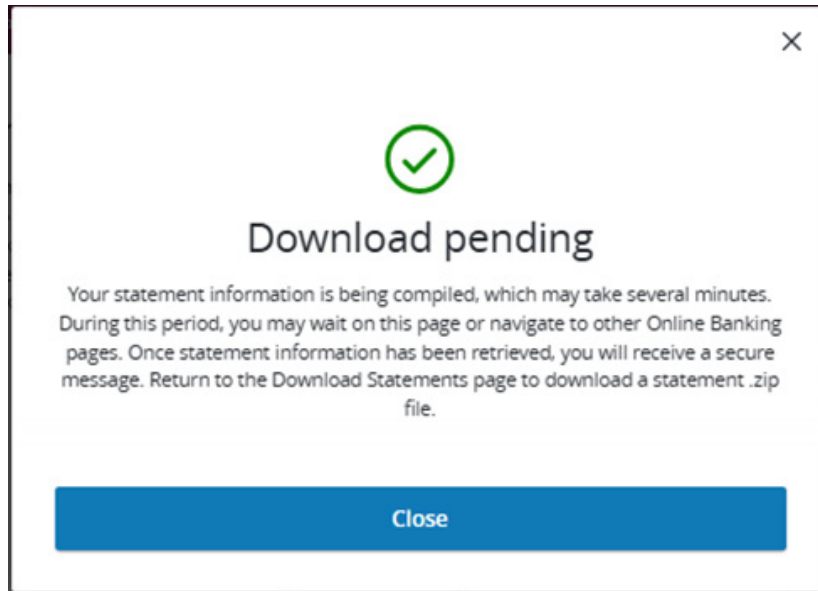 Download pending
Your statement information is being compiled, which may take several minutes.
During this period, you may wait on this page or navigate to other Online Banking
pages. Once statement information has been retrieved, you will receive a secure
message. Return to the Download Statements page to download a statement .zip
file.
Close